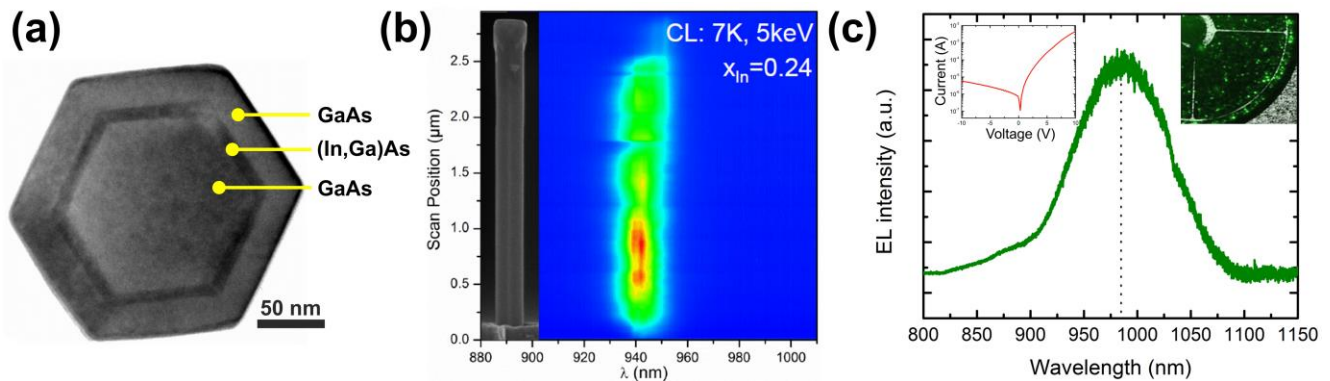 (a)
GaAs
(In,Ga)As
GaAs
50 nm
(b)
CL: 7K, 5keV
x_In=0.24
Scan Position (µm)
2.5
2.0
1.5
1.0
0.5
0.0
880 900 920 940 960 980 1000
λ (nm)
(c)
EL intensity (a.u.)
Current (A)
-10 -5 0 5 10
Voltage (V)
800 850 900 950 1000 1050 1100 1150
Wavelength (nm)